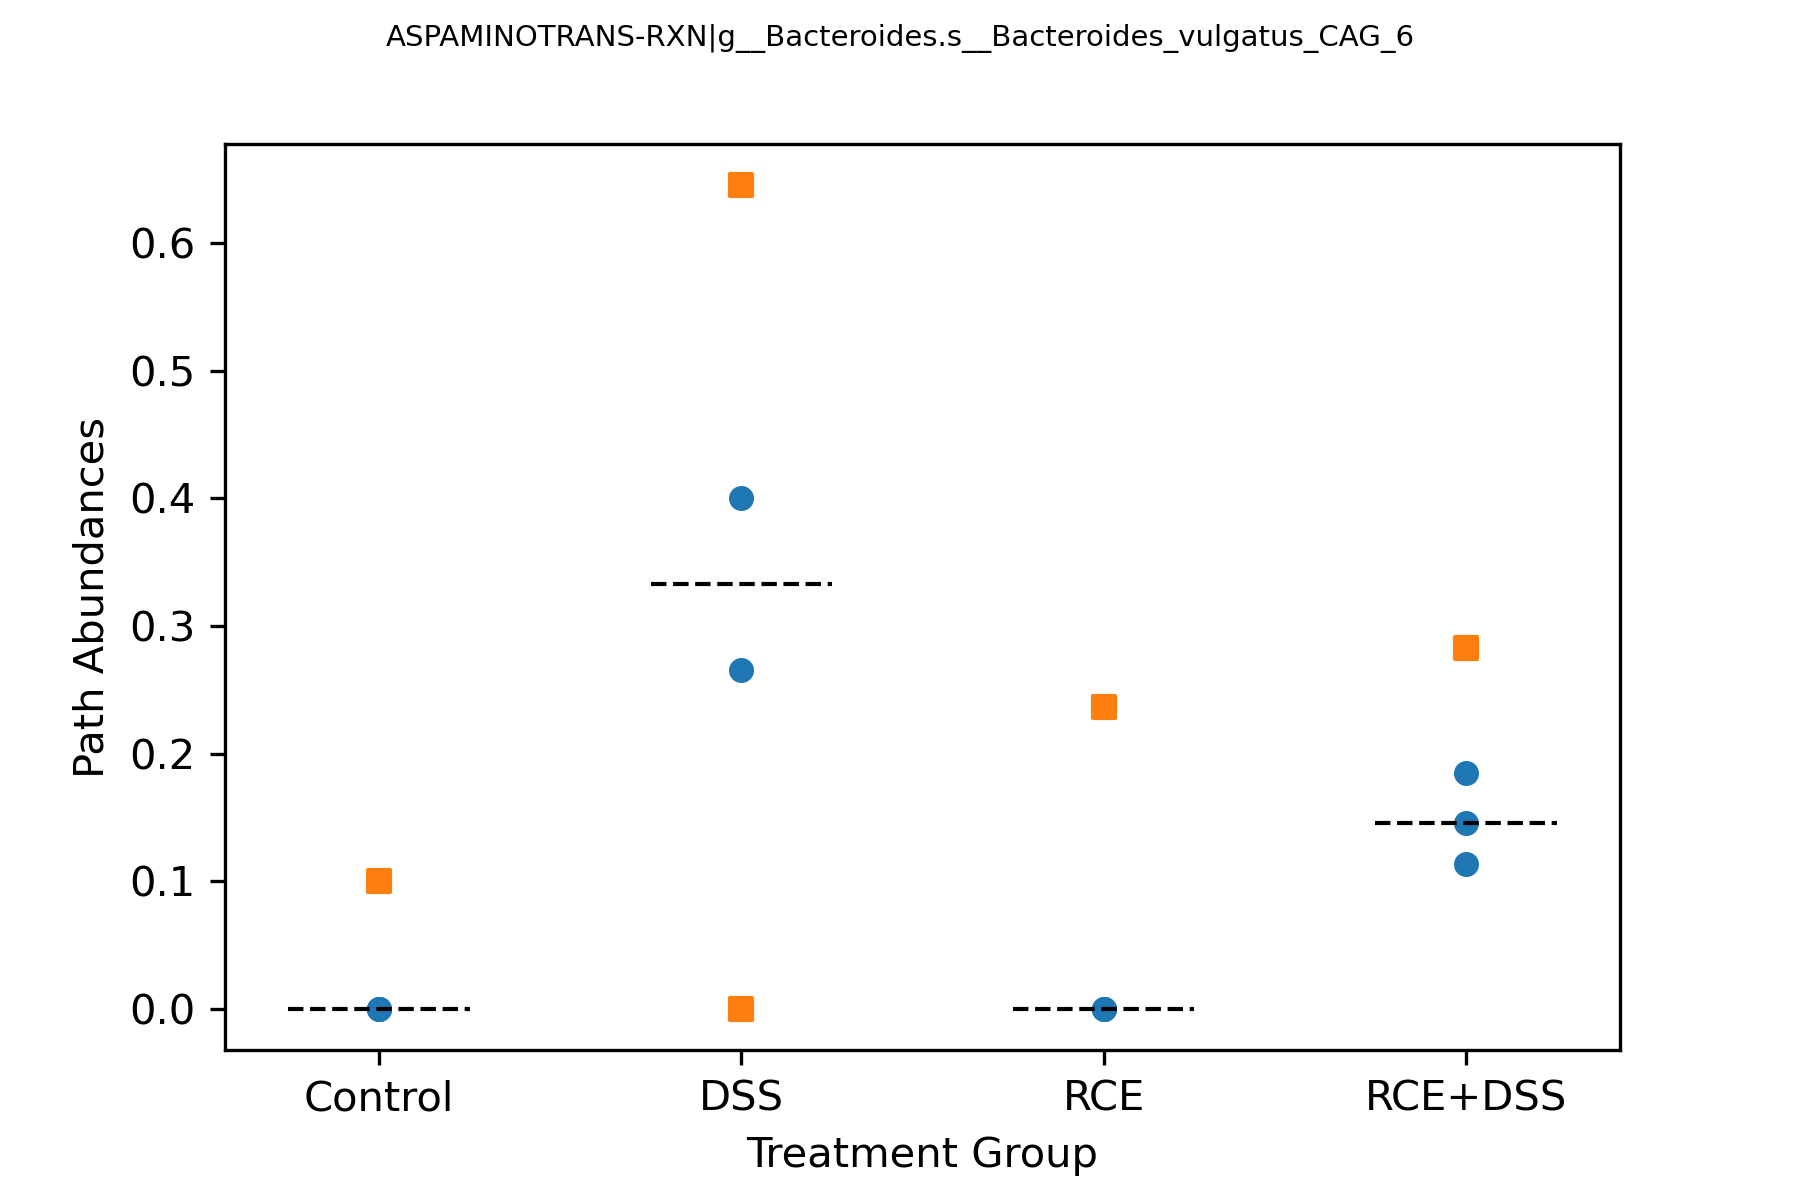 ASPAMINOTRANS-RXN|g__Bacteroides.s__Bacteroides_vulgatus_CAG_6
Path Abundances
0.6
0.5
0.4
0.3
0.2
0.1
0.0
Control DSS RCE RCE+DSS
Treatment Group